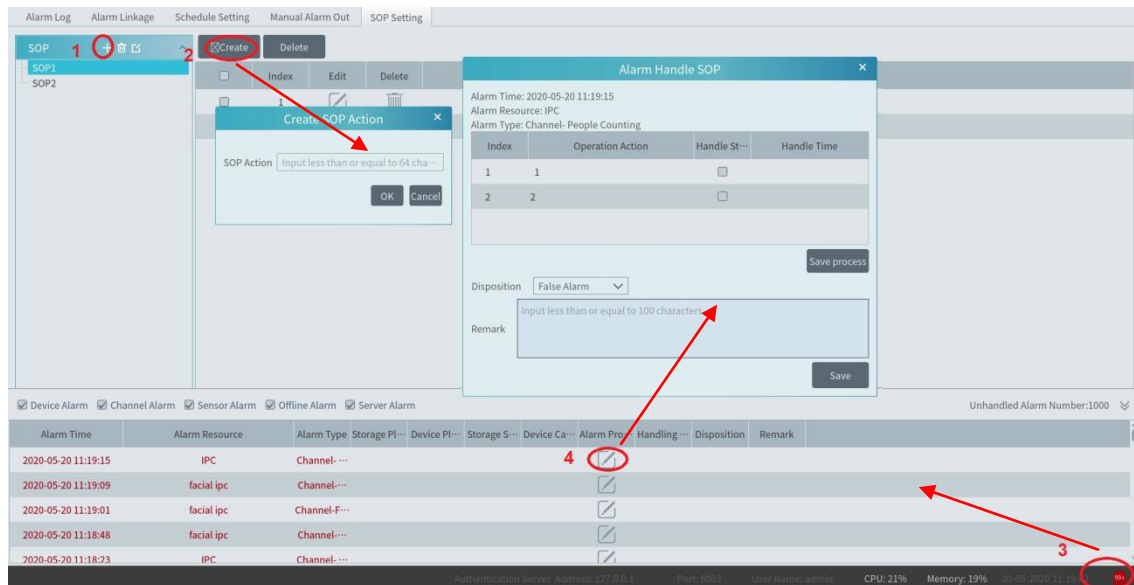 Alarm Log Alarm Linkage Schedule Setting Manual Alarm Out SOP Setting
SOP 1 2 Create Delete
SOP1
SOP2
Index Edit Delete
1
Create SOP Action ×
SOP Action Input less than or equal to 64 cha···
OK Cancel
Alarm Handle SOP ×
Alarm Time: 2020-05-20 11:19:15
Alarm Resource: IPC
Alarm Type: Channel- People Counting
Index Operation Action Handle St··· Handle Time
1 1
2 2
Save process
Disposition False Alarm
Remark Input less than or equal to 100 characters
Save
Device Alarm Channel Alarm Sensor Alarm Offline Alarm Server Alarm Unhandled Alarm Number:1000
Alarm Time Alarm Resource Alarm Type Storage Pl··· Device Pl··· Storage S··· Device Ca··· Alarm Pro··· Handling ··· Disposition Remark
2020-05-20 11:19:15 IPC Channel- ··· 4
2020-05-20 11:19:09 facial ipc Channel-···
2020-05-20 11:19:01 facial ipc Channel-F···
2020-05-20 11:18:48 facial ipc Channel-···
2020-05-20 11:18:23 IPC Channel- ··· 3
Authentication Server Address: 127.0.0.1 Port: 6003 User Name: admin CPU: 21% Memory: 19% 20-05-2020 11:19 99+